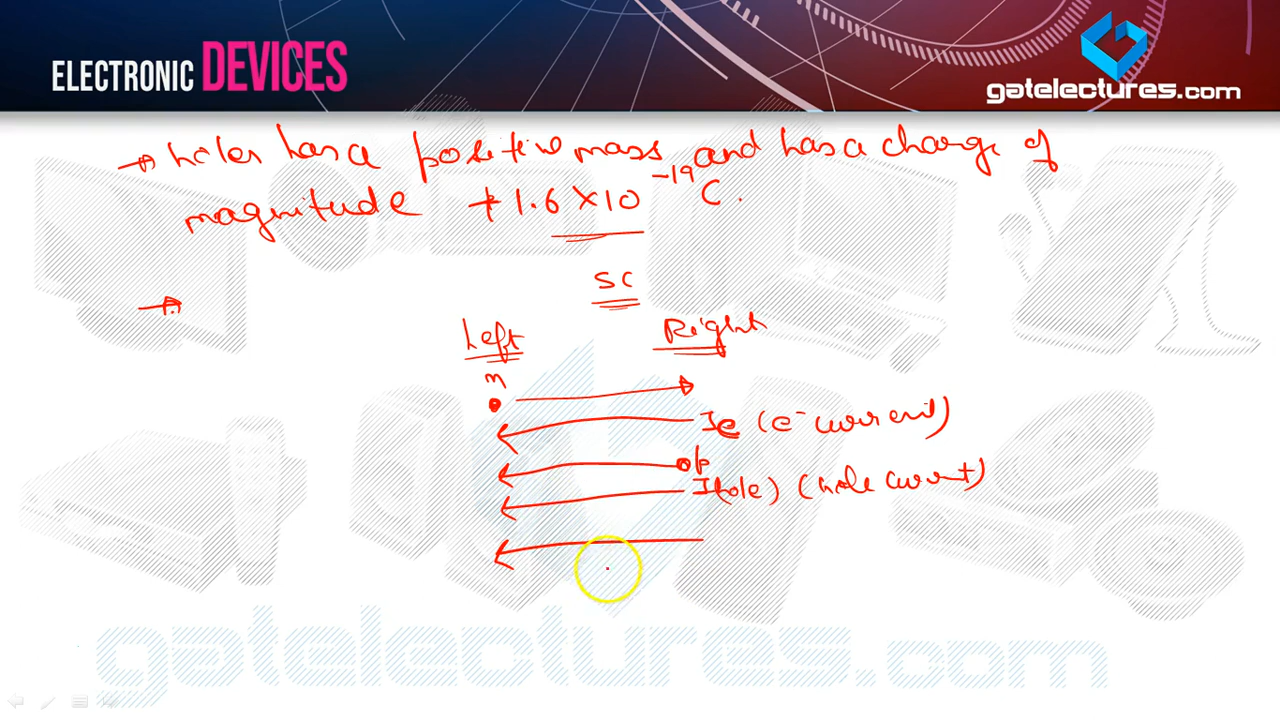 ELECTRONIC DEVICES
gatelectures.com
→ holes has a positive mass and has a charge of
magnitude +1.6 × 10⁻¹⁹ C.
SC
→
Left Right
n
Ie (e⁻ current)
p
I(hole) (hole current)
gatelectures.com